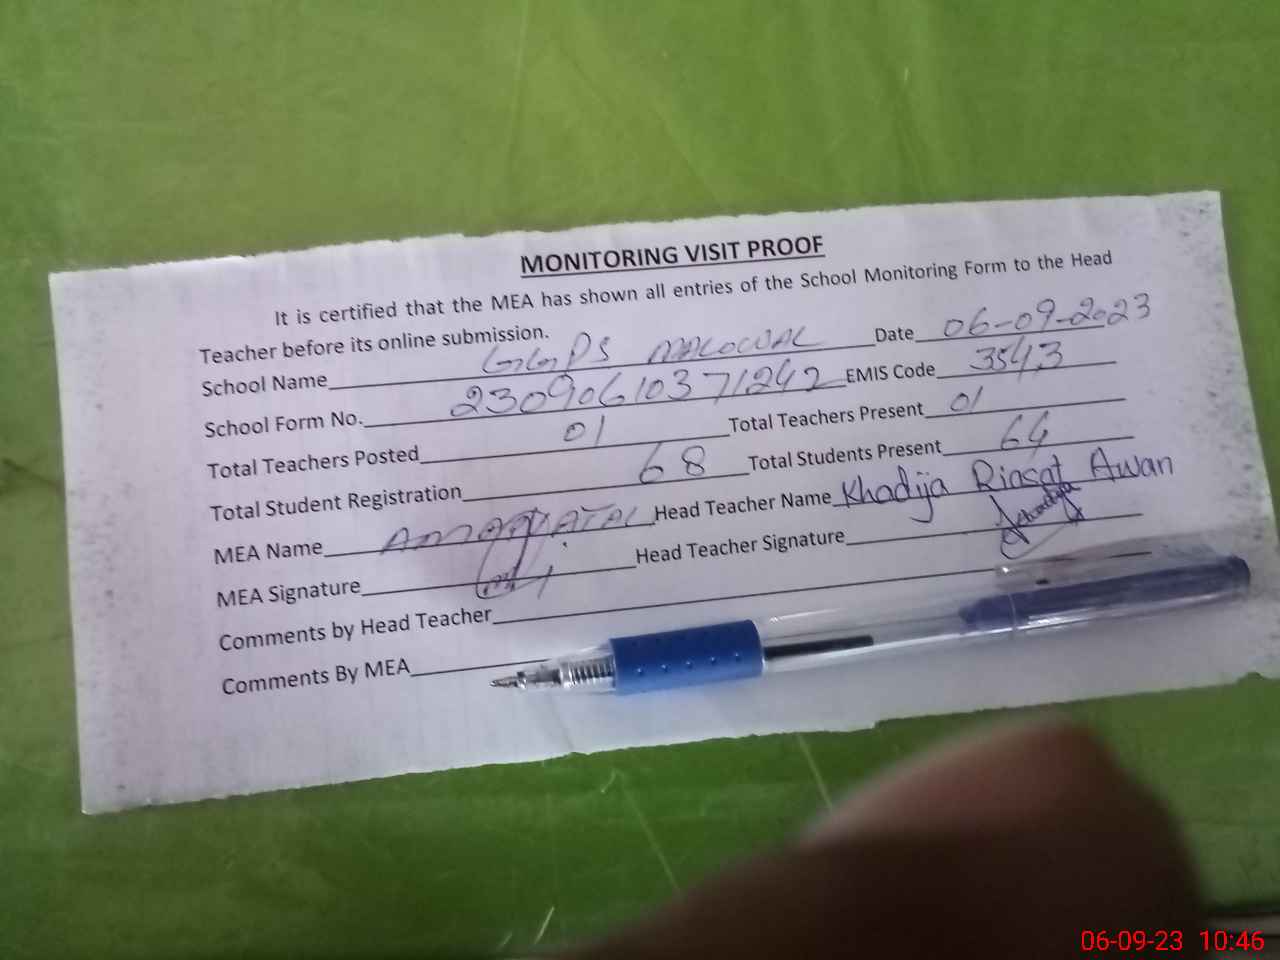 MONITORING VISIT PROOF
It is certified that the MEA has shown all entries of the School Monitoring Form to the Head
Teacher before its online submission.
School Name GGPS MALOWAL Date 06-09-2023
School Form No. 23090610371242 EMIS Code 3543
Total Teachers Posted 01 Total Teachers Present 01
Total Student Registration 68 Total Students Present 64
MEA Name Head Teacher Name Khadija Riasat Awan
MEA Signature Head Teacher Signature
Comments by Head Teacher
Comments By MEA
06-09-23 10:46